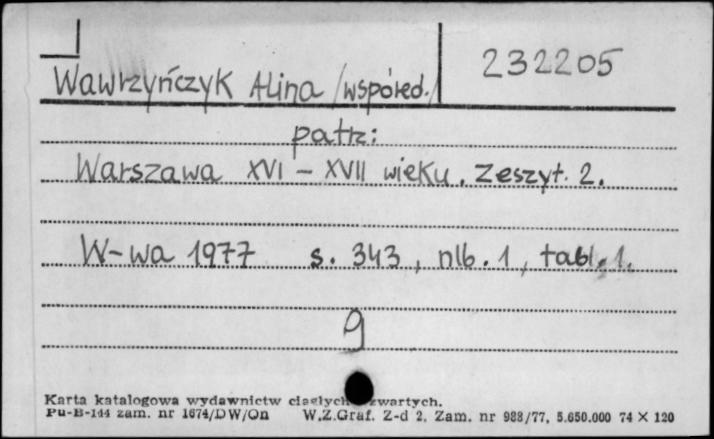 Wawrzyńczyk Alina /współred./ 232205
patrz:
Warszawa XVI - XVII wieku. Zeszyt. 2.
W-wa 1977 s. 343, nlb. 1, tabl. 1.
9
Karta katalogowa wydawnictw ciągłych zwartych.
Pu-B-144 zam. nr 1674/DW/On W.Z.Graf. Z-d 2, Zam. nr 988/77, 5.650.000 74 X 120